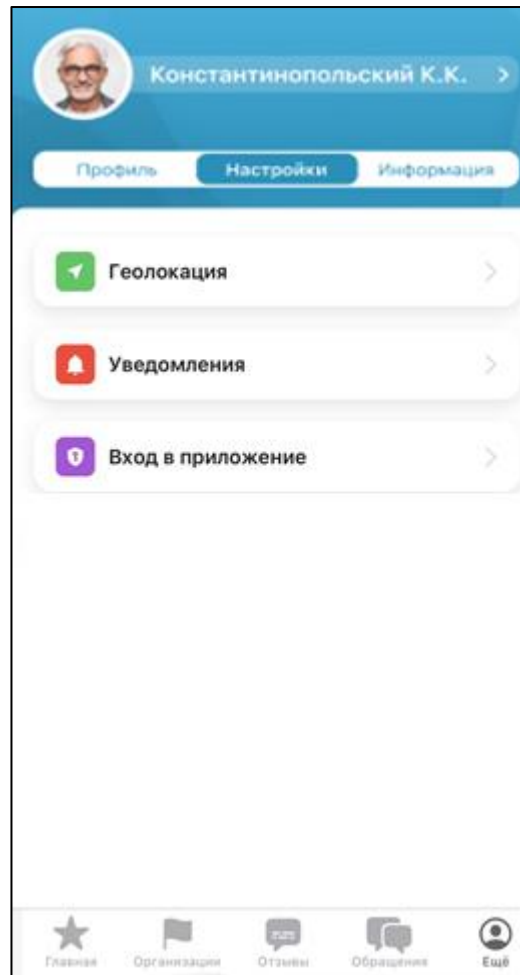 Константинопольский К.К.
Профиль Настройки Информация
Геолокация
Уведомления
Вход в приложение
Главная Организации Отзывы Обращения Ещё